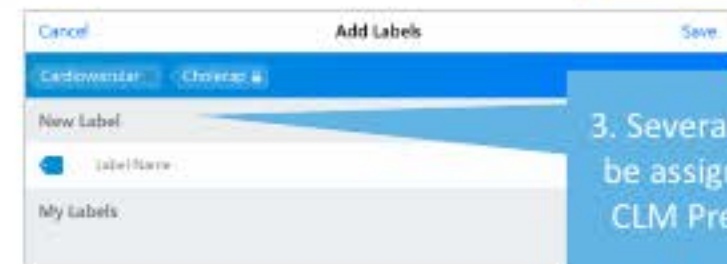 Cancel Add Labels Save
Cardiovascular Cholecap
New Label
Label Name
My Labels
3. Severa
be assig
CLM Pre